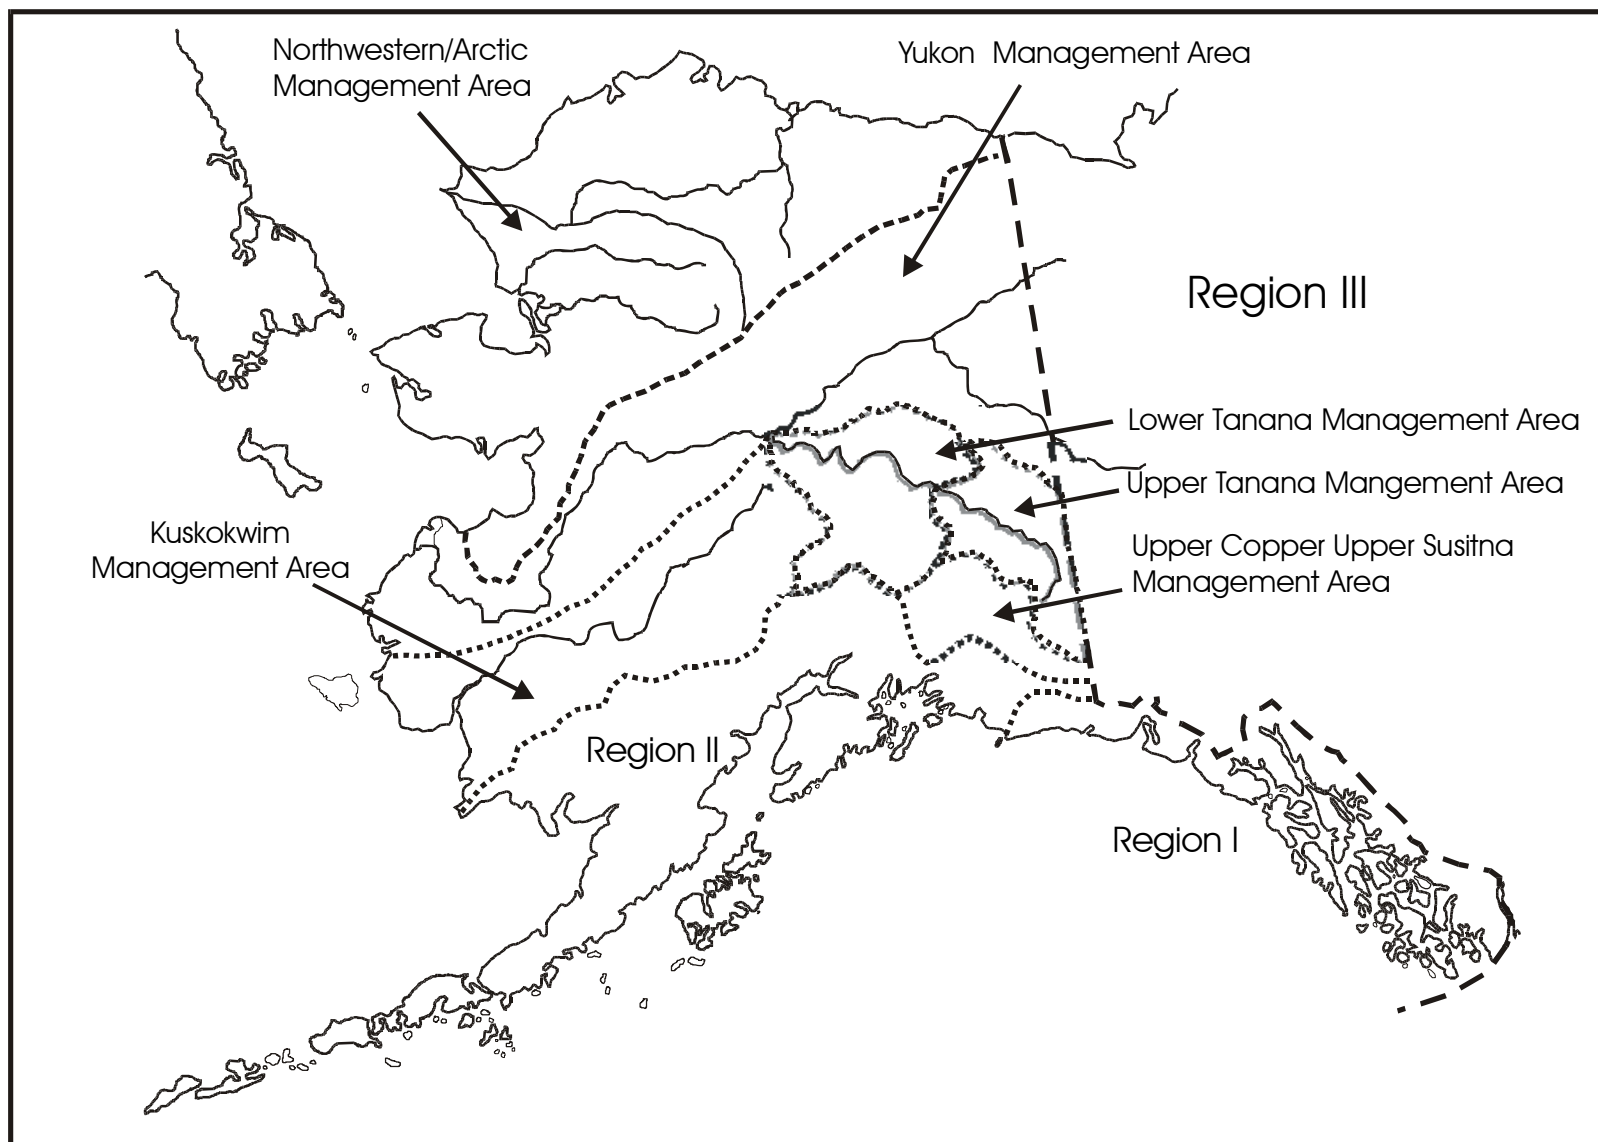 Northwestern/Arctic
Management Area
Yukon Management Area
Region III
Lower Tanana Management Area
Upper Tanana Mangement Area
Upper Copper Upper Susitna
Management Area
Kuskokwim
Management Area
Region II
Region I